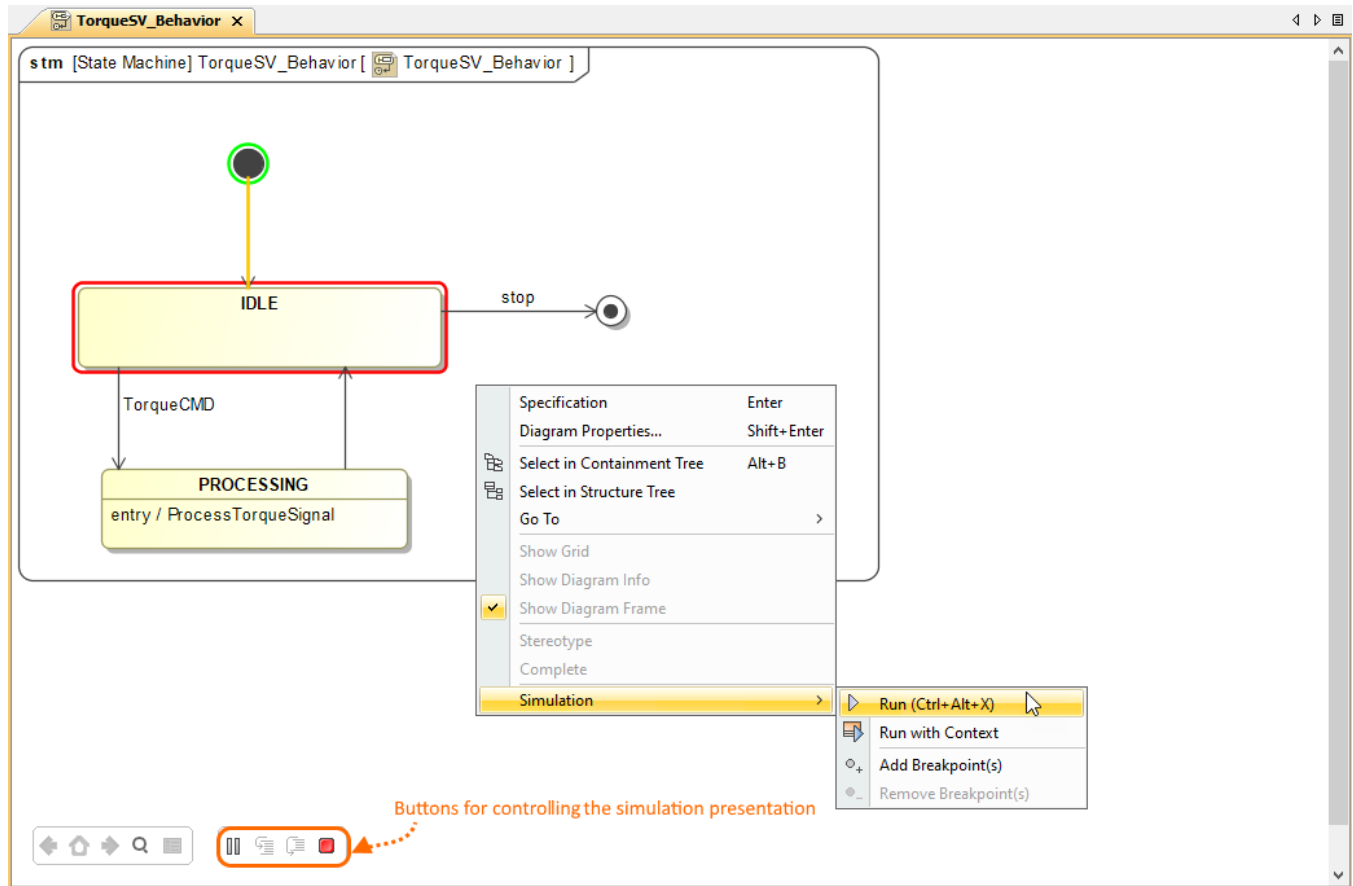 TorqueSV_Behavior X
stm [State Machine] TorqueSV_Behavior [ TorqueSV_Behavior ]
IDLE
stop
TorqueCMD
PROCESSING
entry / ProcessTorqueSignal
Specification Enter
Diagram Properties... Shift+Enter
Select in Containment Tree Alt+B
Select in Structure Tree
Go To
Show Grid
Show Diagram Info
Show Diagram Frame
Stereotype
Complete
Simulation
Run (Ctrl+Alt+X)
Run with Context
Add Breakpoint(s)
Remove Breakpoint(s)
Buttons for controlling the simulation presentation